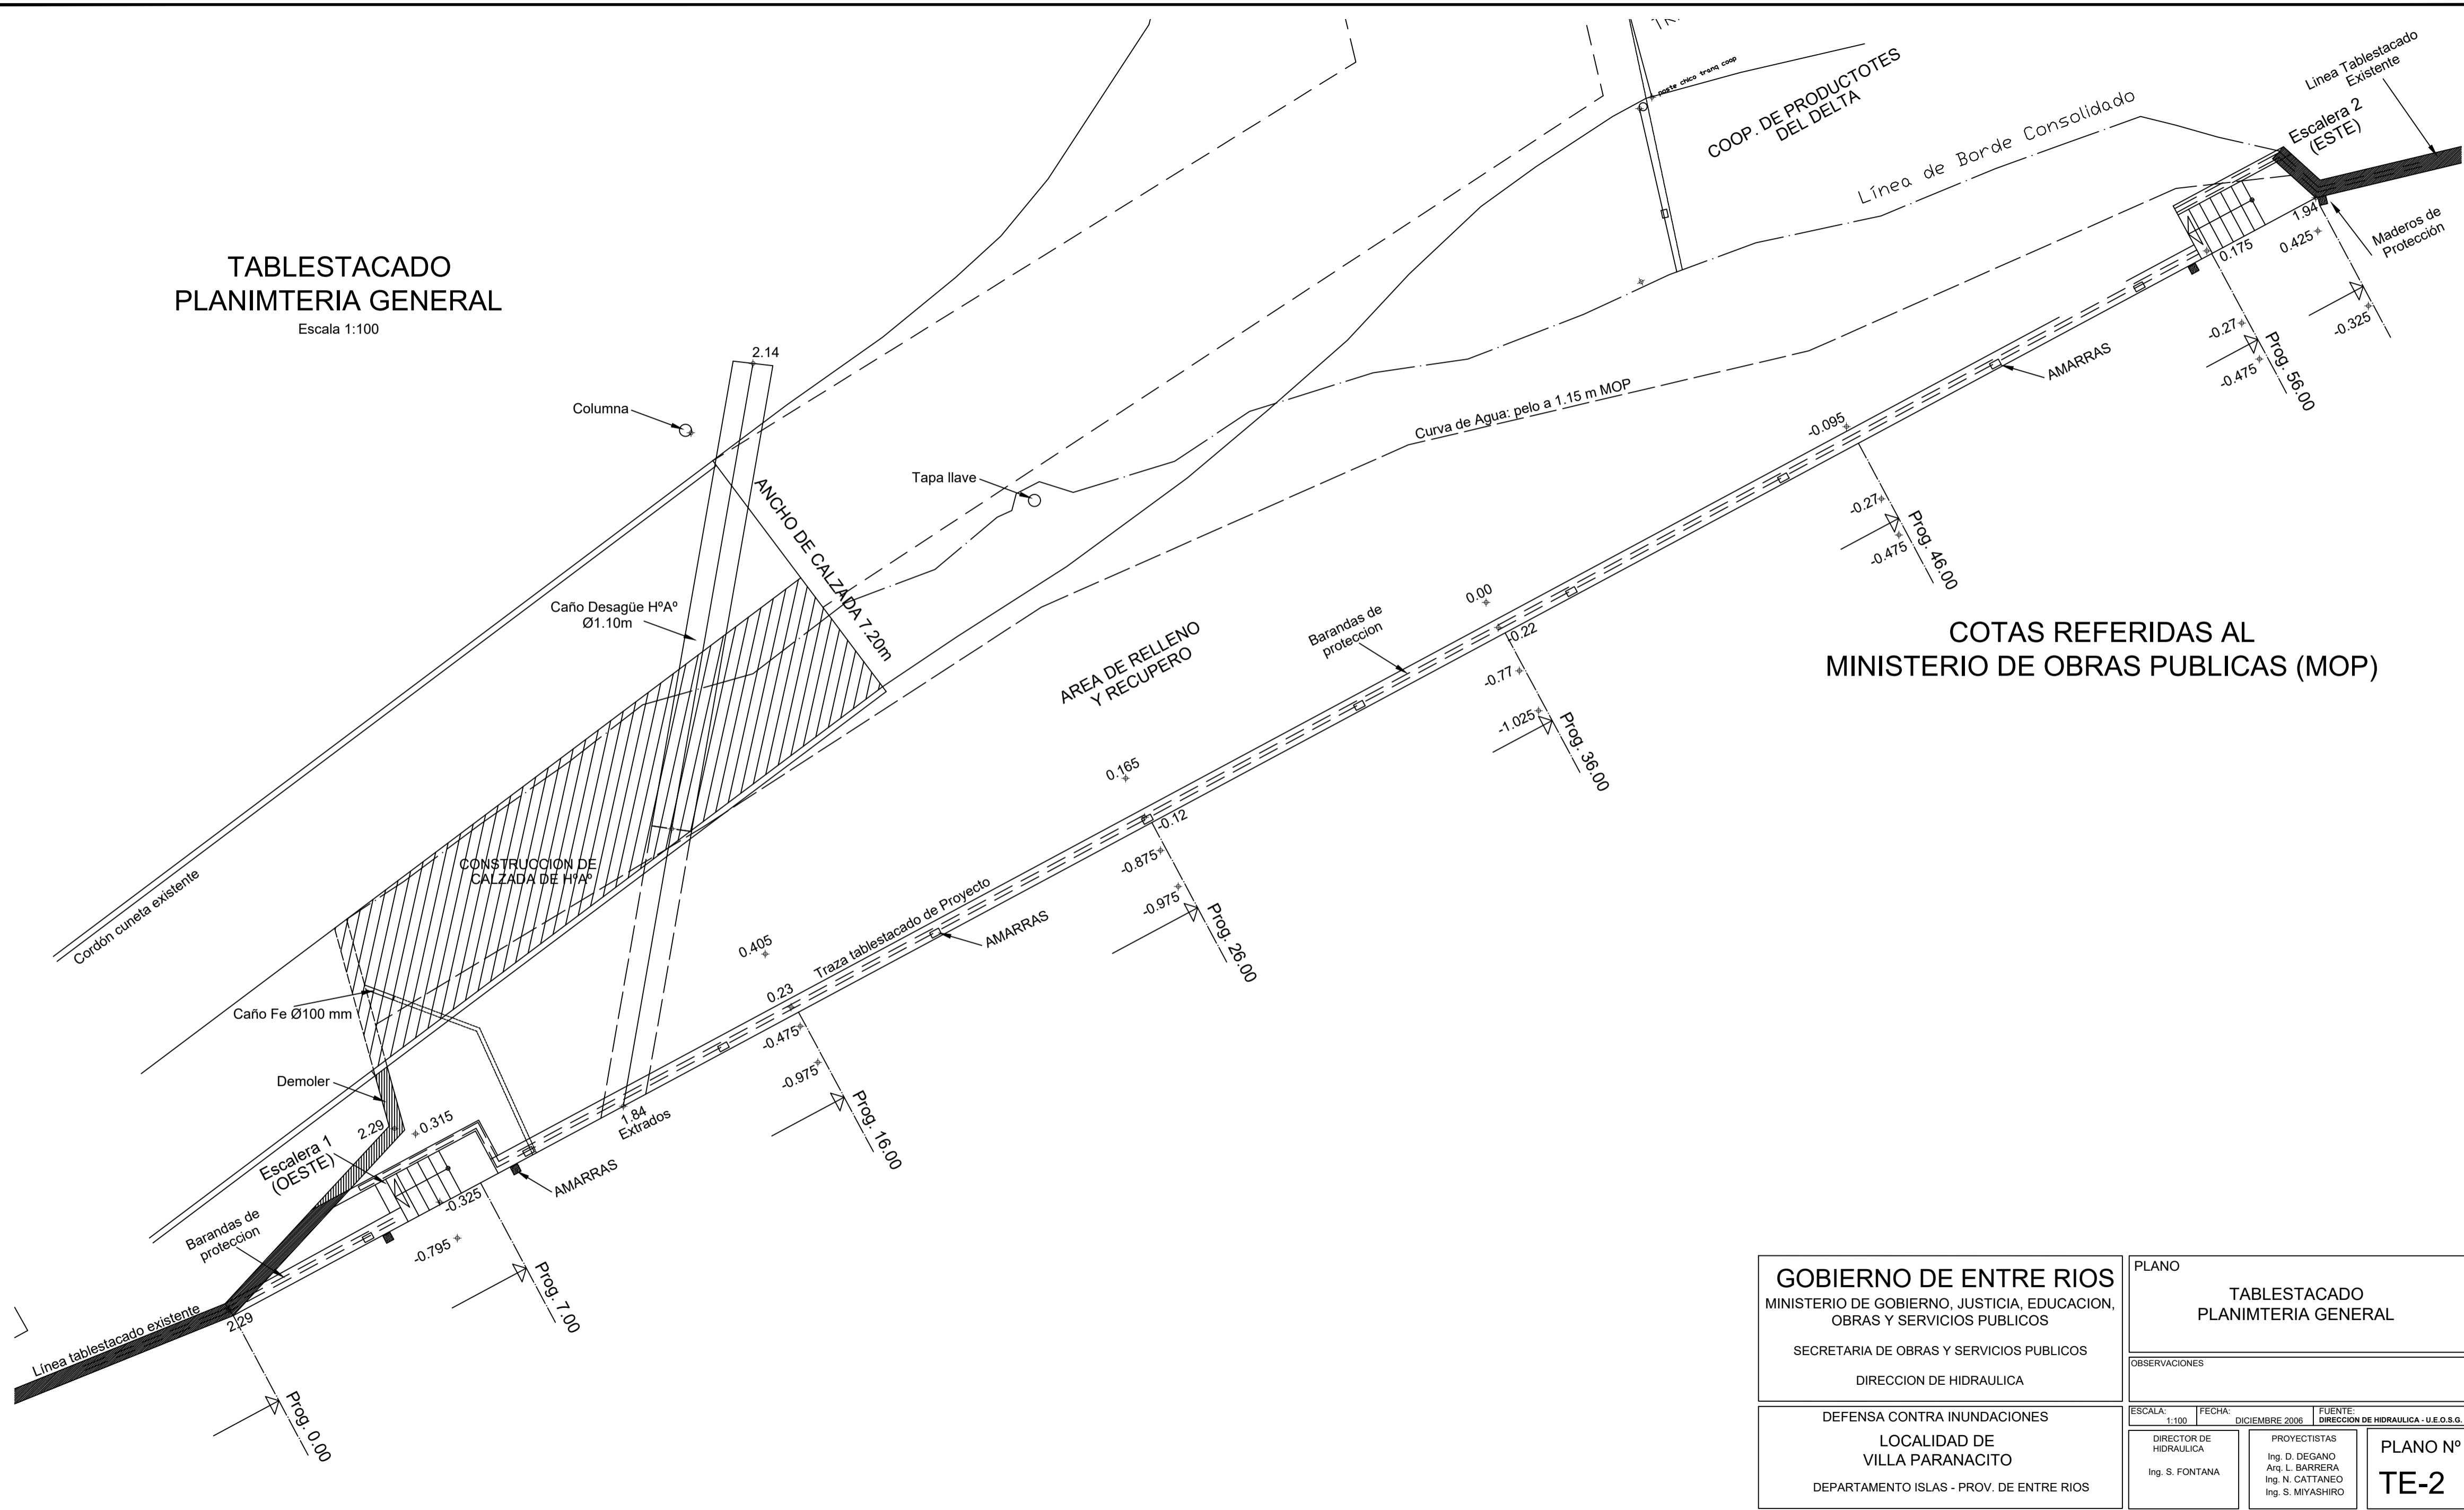 TABLESTACADO
PLANIMTERIA GENERAL
Escala 1:100
poste chico tranq coop
COOP. DE PRODUCTOTES
DEL DELTA
Línea de Borde Consolidado
Linea Tablestacado
Existente
Escalera 2
(ESTE)
Maderos de
Protección
1.94
0.425
0.175
-0.325
-0.27
-0.475
Prog. 56.00
AMARRAS
2.14
Columna
Tapa llave
ANCHO DE CALZADA 7.20m
Curva de Agua: pelo a 1.15 m MOP
-0.095
-0.27
-0.475
Prog. 46.00
Caño Desagüe HºAº
Ø1.10m
AREA DE RELLENO
Y RECUPERO
Barandas de
proteccion
0.00
-0.22
-0.77
-1.025
Prog. 36.00
COTAS REFERIDAS AL
MINISTERIO DE OBRAS PUBLICAS (MOP)
0.165
-0.12
-0.875
-0.975
Prog. 26.00
CONSTRUCCION DE
CALZADA DE HºAº
Cordón cuneta existente
Traza tablestacado de Proyecto
AMARRAS
0.405
0.23
-0.475
-0.975
Prog. 16.00
Caño Fe Ø100 mm
Demoler
2.29
0.315
1.84
Extrados
Escalera 1
(OESTE)
AMARRAS
-0.325
-0.795
Prog. 7.00
Barandas de
proteccion
Línea tablestacado existente
2.29
Prog. 0.00
GOBIERNO DE ENTRE RIOS
MINISTERIO DE GOBIERNO, JUSTICIA, EDUCACION,
OBRAS Y SERVICIOS PUBLICOS
SECRETARIA DE OBRAS Y SERVICIOS PUBLICOS
DIRECCION DE HIDRAULICA
DEFENSA CONTRA INUNDACIONES
LOCALIDAD DE
VILLA PARANACITO
DEPARTAMENTO ISLAS - PROV. DE ENTRE RIOS
PLANO
TABLESTACADO
PLANIMTERIA GENERAL
OBSERVACIONES
ESCALA:
1:100
FECHA:
DICIEMBRE 2006
FUENTE:
DIRECCION DE HIDRAULICA - U.E.O.S.G.
DIRECTOR DE
HIDRAULICA
Ing. S. FONTANA
PROYECTISTAS
Ing. D. DEGANO
Arq. L. BARRERA
Ing. N. CATTANEO
Ing. S. MIYASHIRO
PLANO Nº
TE-2